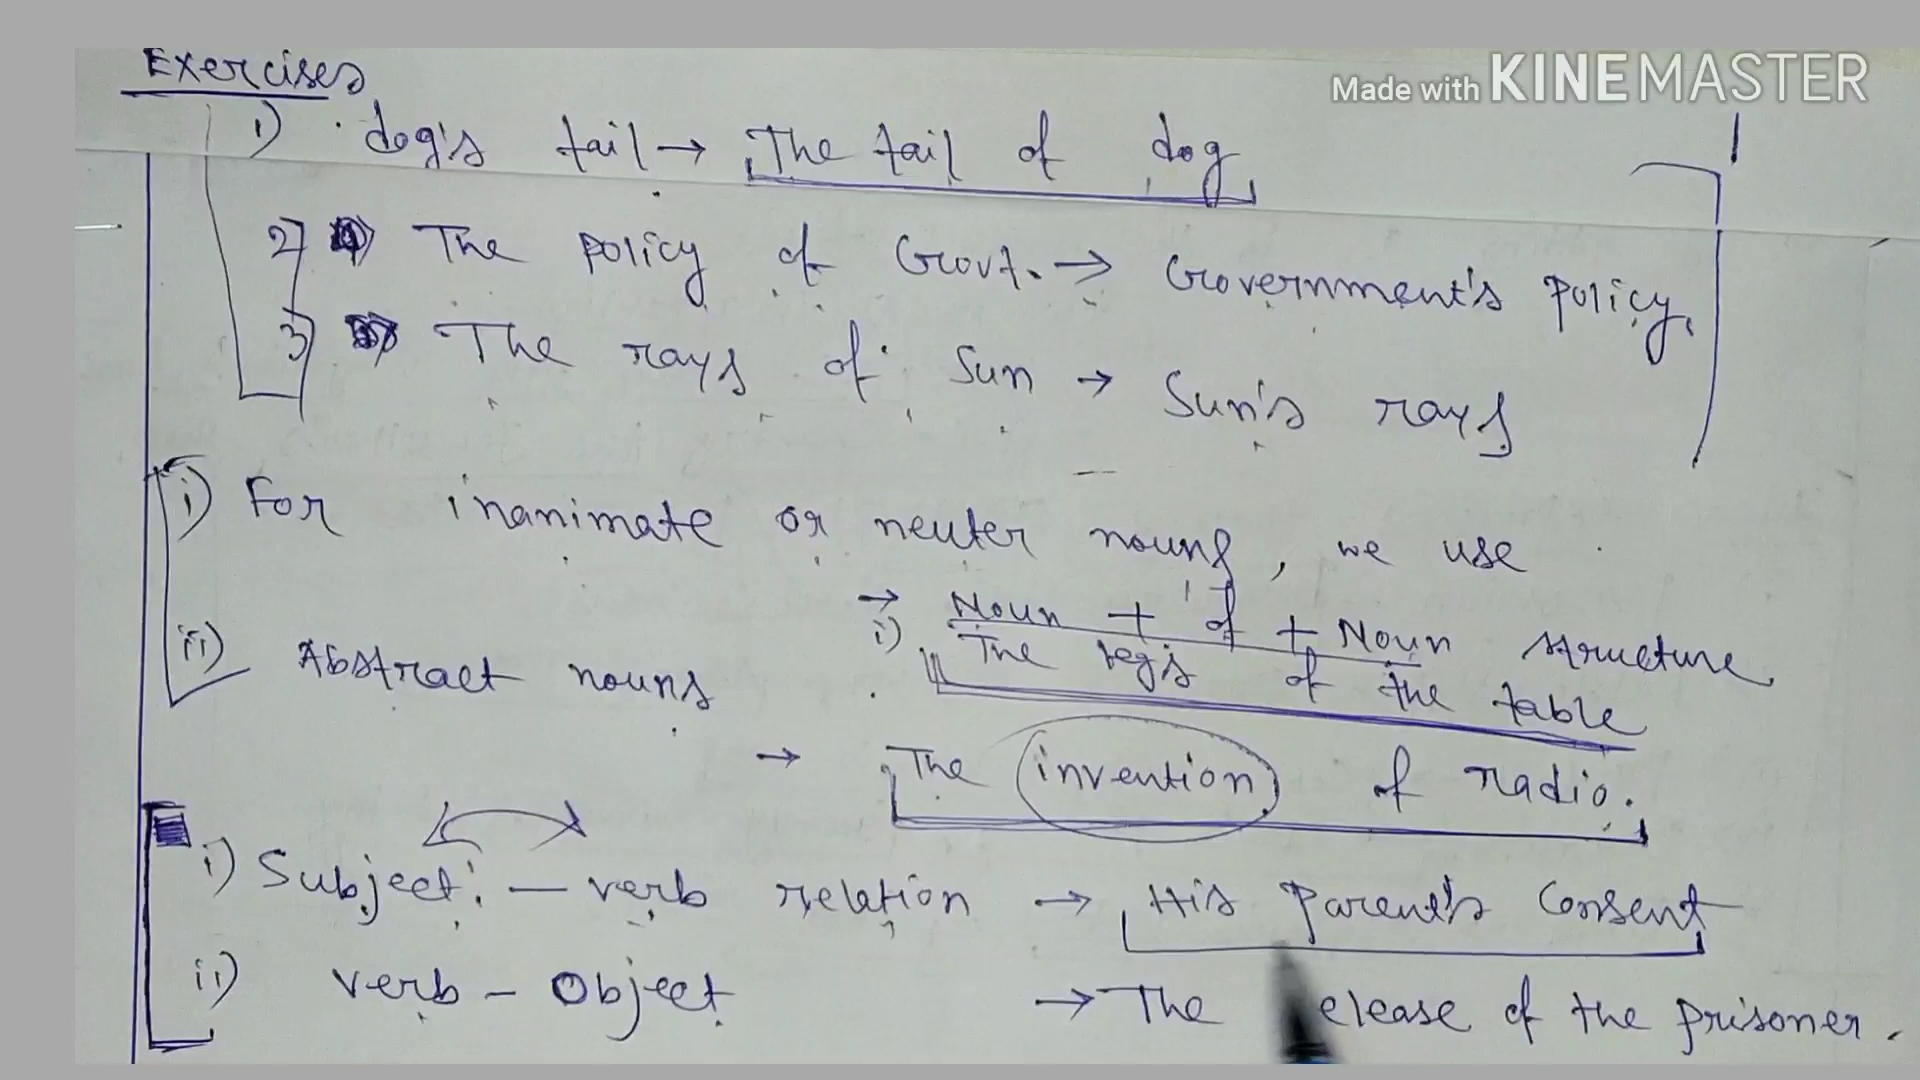 Made with KINEMASTER
Exercises
1) dog's tail → The tail of dog
2) The policy of Govt. → Government's policy.
3) The rays of Sun → Sun's rays
i) For inanimate or neuter nouns, we use
→ Noun + of + Noun structure
i) The legs of the table
ii) Abstract nouns
→ The invention of radio.
i) Subject - verb relation → His Parent's Consent
ii) verb - Object → The elease of the prisoner.